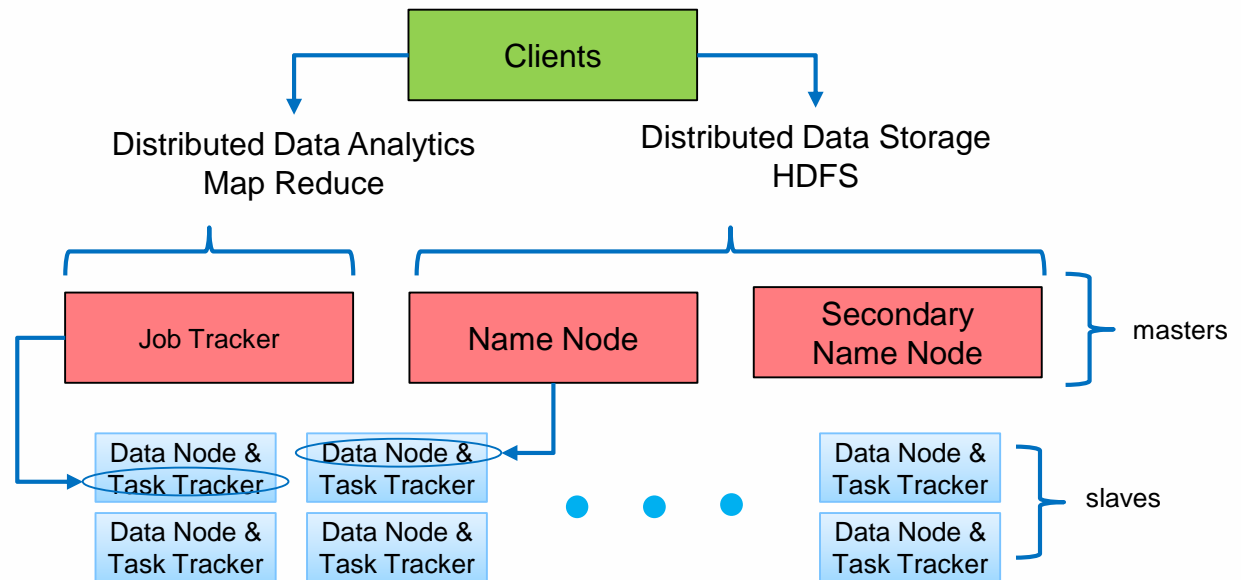 Clients
Distributed Data Analytics
Map Reduce
Distributed Data Storage
HDFS
Job Tracker
Name Node
Secondary
Name Node
masters
Data Node &
Task Tracker
Data Node &
Task Tracker
Data Node &
Task Tracker
slaves
Data Node &
Task Tracker
Data Node &
Task Tracker
Data Node &
Task Tracker